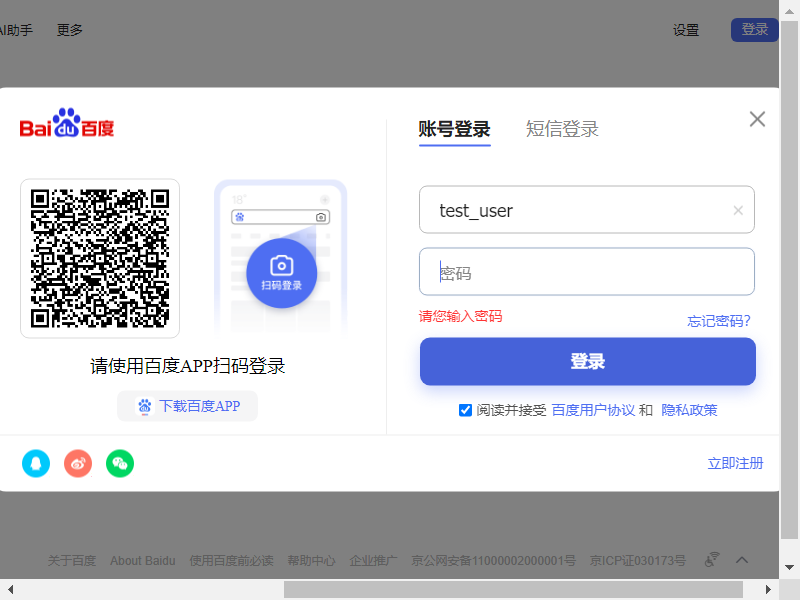 AI助手 更多 设置 登录
Bai du 百度
账号登录 短信登录
test_user
密码
扫码登录
请您输入密码 忘记密码?
请使用百度APP扫码登录
登录
下载百度APP
阅读并接受 百度用户协议 和 隐私政策
立即注册
关于百度 About Baidu 使用百度前必读 帮助中心 企业推广 京公网安备11000002000001号 京ICP证030173号